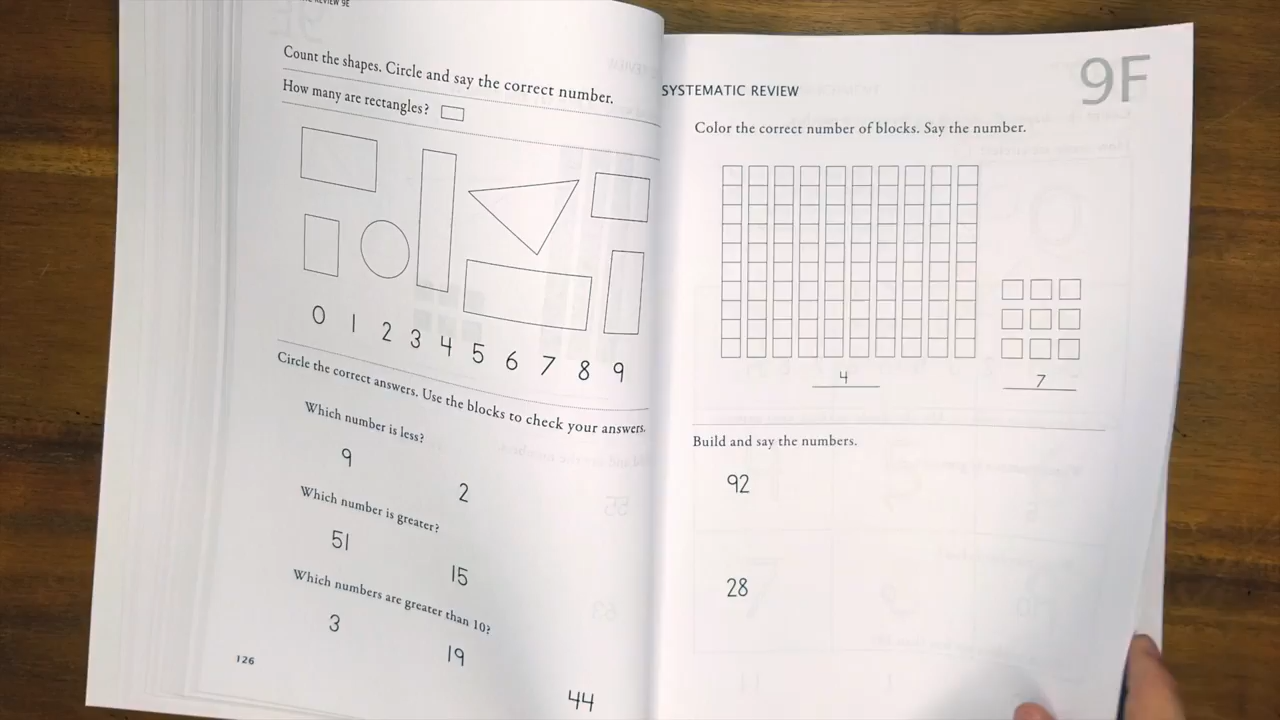 REVIEW 9E
Count the shapes. Circle and say the correct number.
How many are rectangles?
0 1 2 3 4 5 6 7 8 9
Circle the correct answers. Use the blocks to check your answers.
Which number is less?
9 2
Which number is greater?
51 15
Which numbers are greater than 10?
3 19 44
126
9F
SYSTEMATIC REVIEW
Color the correct number of blocks. Say the number.
4 7
Build and say the numbers.
92
28